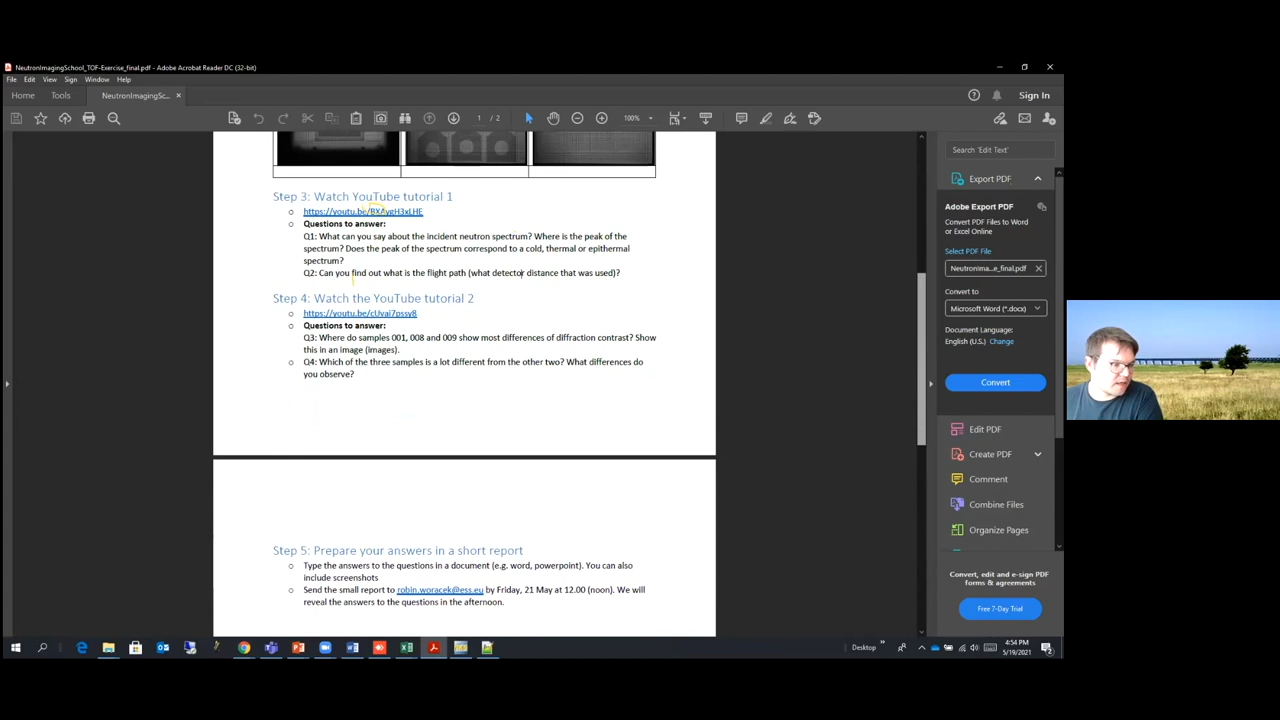 NeutronImagingSchool_TOF-Exercise_final.pdf - Adobe Acrobat Reader DC (32-bit)
File Edit View Sign Window Help
Home Tools NeutronImagingSc... ×
Sign In
1 / 2 100%
Step 3: Watch YouTube tutorial 1
https://youtu.be/BXAygH3xLHE
Questions to answer:
Q1: What can you say about the incident neutron spectrum? Where is the peak of the
spectrum? Does the peak of the spectrum correspond to a cold, thermal or epithermal
spectrum?
Q2: Can you find out what is the flight path (what detector distance that was used)?
Step 4: Watch the YouTube tutorial 2
https://youtu.be/cUvai7pssy8
Questions to answer:
Q3: Where do samples 001, 008 and 009 show most differences of diffraction contrast? Show
this in an image (images).
Q4: Which of the three samples is a lot different from the other two? What differences do
you observe?
Step 5: Prepare your answers in a short report
Type the answers to the questions in a document (e.g. word, powerpoint). You can also
include screenshots
Send the small report to robin.woracek@ess.eu by Friday, 21 May at 12.00 (noon). We will
reveal the answers to the questions in the afternoon.
Search 'Edit Text'
Export PDF
Adobe Export PDF
Convert PDF Files to Word
or Excel Online
Select PDF File
NeutronIma...e_final.pdf
Convert to
Microsoft Word (*.docx)
Document Language:
English (U.S.) Change
Convert
Edit PDF
Create PDF
Comment
Combine Files
Organize Pages
Convert, edit and e-sign PDF
forms & agreements
Free 7-Day Trial
Desktop
4:54 PM
5/19/2021